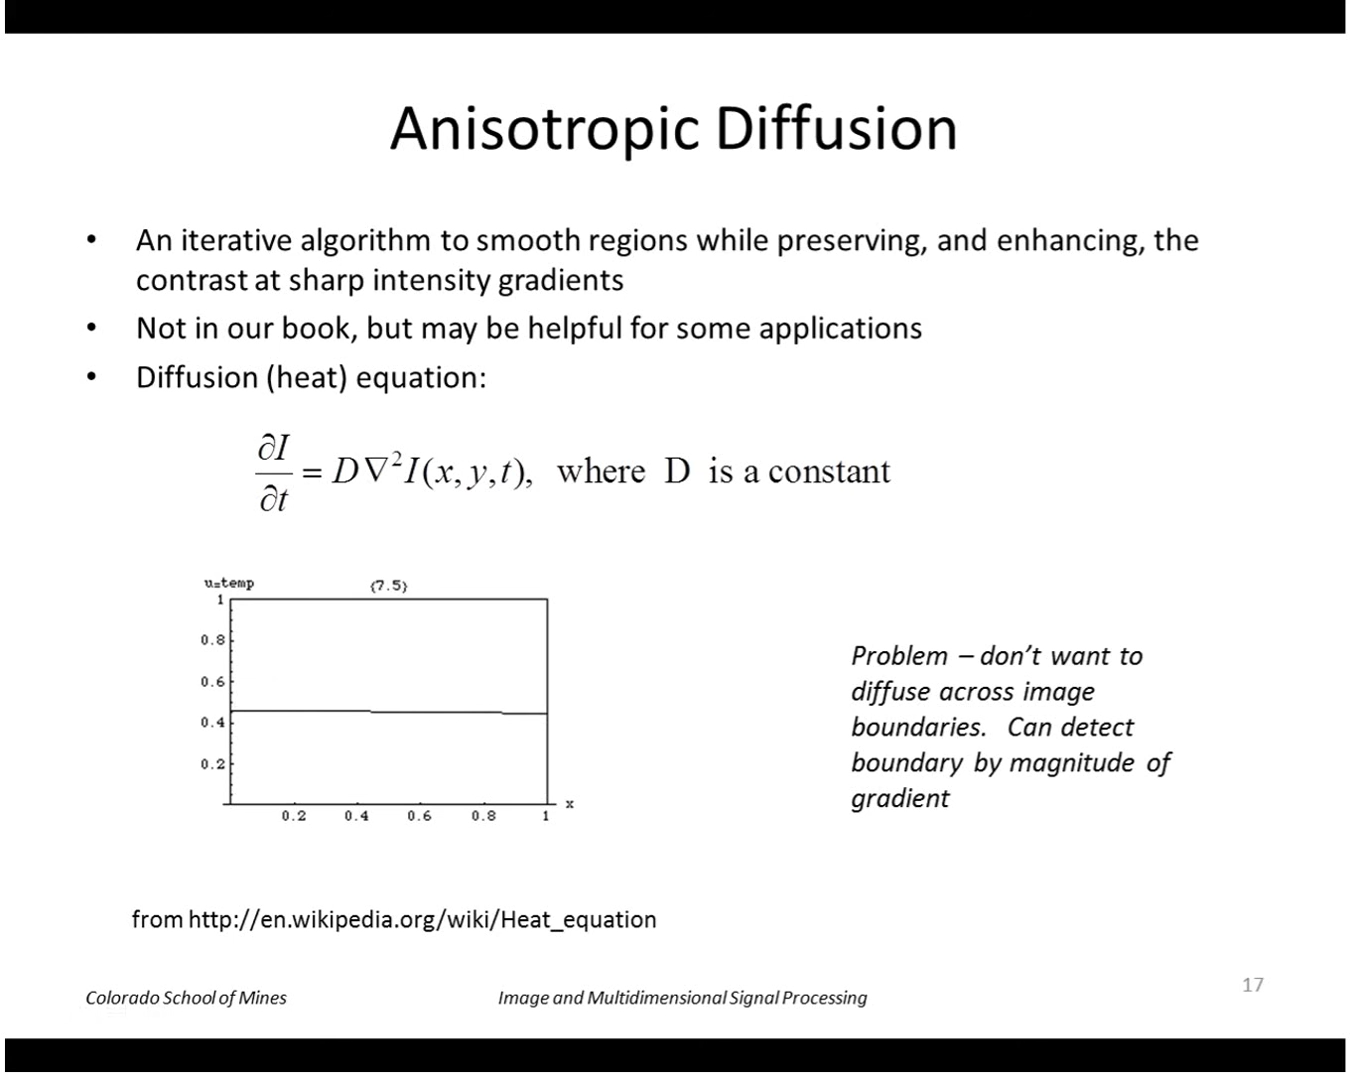 Anisotropic Diffusion
• An iterative algorithm to smooth regions while preserving, and enhancing, the
contrast at sharp intensity gradients
• Not in our book, but may be helpful for some applications
• Diffusion (heat) equation:
∂I/∂t = D∇²I(x, y, t), where D is a constant
u=temp {7.5}
1
0.8
0.6
0.4
0.2
0.2 0.4 0.6 0.8 1 x
Problem – don't want to
diffuse across image
boundaries. Can detect
boundary by magnitude of
gradient
from http://en.wikipedia.org/wiki/Heat_equation
Colorado School of Mines Image and Multidimensional Signal Processing 17